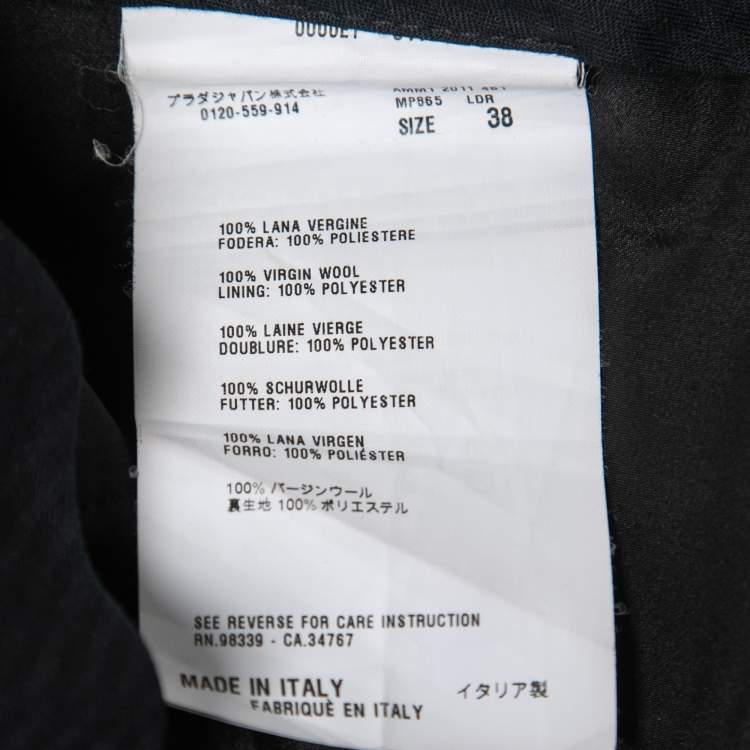 プラダジャパン株式会社
0120-559-914
MP865 LDR
SIZE 38
100% LANA VERGINE
FODERA: 100% POLIESTERE
100% VIRGIN WOOL
LINING: 100% POLYESTER
100% LAINE VIERGE
DOUBLURE: 100% POLYESTER
100% SCHURWOLLE
FUTTER: 100% POLYESTER
100% LANA VIRGEN
FORRO: 100% POLIÉSTER
100% バージンウール
裏生地 100% ポリエステル
SEE REVERSE FOR CARE INSTRUCTION
RN.98339 - CA.34767
MADE IN ITALY イタリア製
FABRIQUÈ EN ITALY